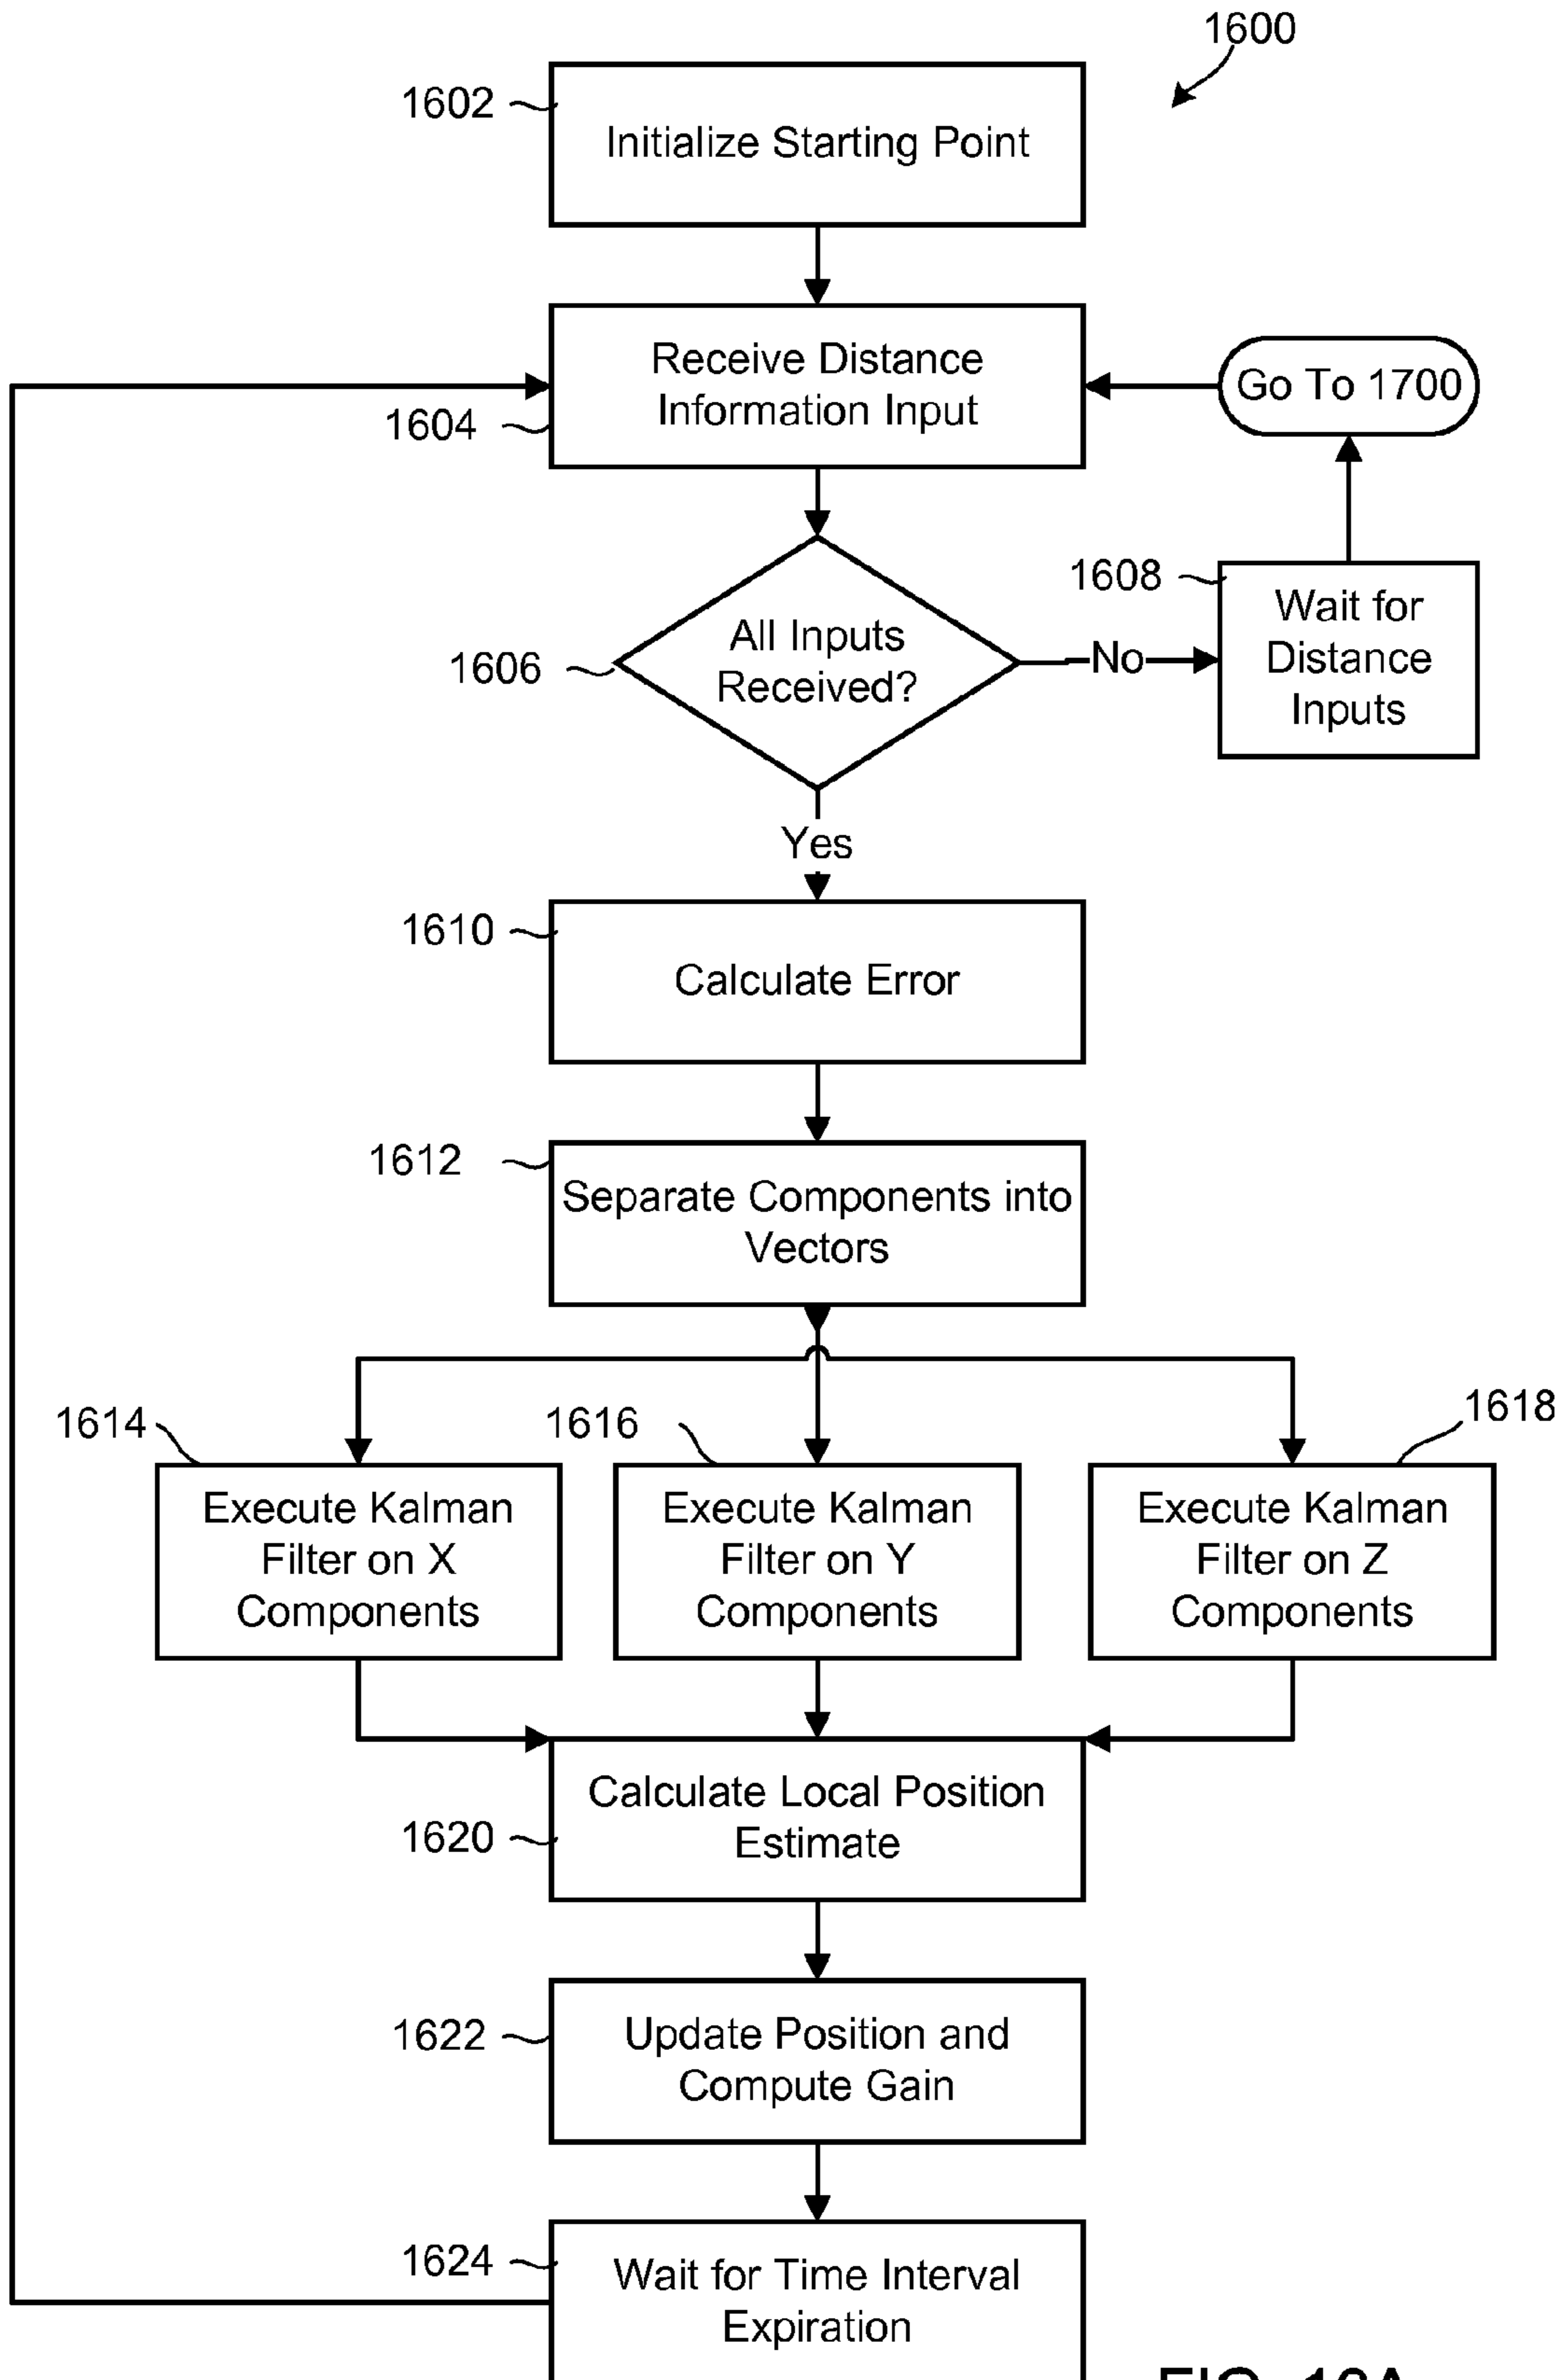 1600
1602
Initialize Starting Point
Receive Distance
Information Input
1604
Go To 1700
1606
All Inputs
Received?
No
1608
Wait for
Distance
Inputs
Yes
1610
Calculate Error
1612
Separate Components into
Vectors
1614
Execute Kalman
Filter on X
Components
1616
Execute Kalman
Filter on Y
Components
1618
Execute Kalman
Filter on Z
Components
1620
Calculate Local Position
Estimate
1622
Update Position and
Compute Gain
1624
Wait for Time Interval
Expiration
FIG. 16A